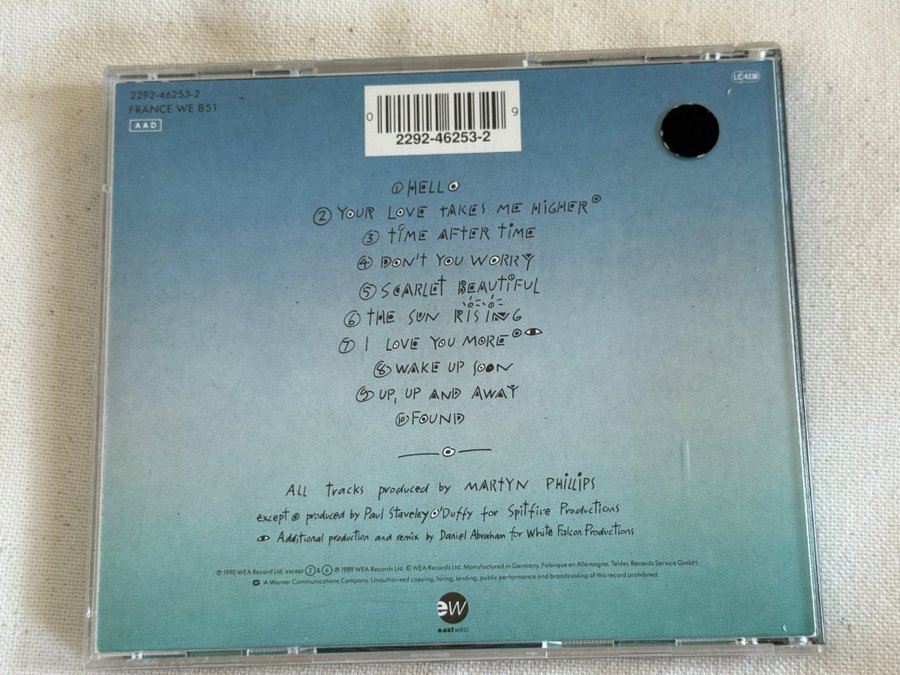 2292-46253-2
FRANCE WE 851
AAD
0
9
2292-46253-2
LC 4281
① HELLO
② YOUR LOVE TAKES ME HIGHER
③ TIME AFTER TIME
④ DON'T YOU WORRY
⑤ SCARLET BEAUTIFUL
⑥ THE SUN RISING
⑦ I LOVE YOU MORE
⑧ WAKE UP SOON
⑨ UP, UP AND AWAY
⑩ FOUND
ALL tracks produced by MARTYN PHILLIPS
except produced by Paul Staveley O'Duffy for Spitfire Productions
Additional production and remix by Daniel Abraham for White Falcon Productions
℗ 1990 WEA Record Ltd. except ② & ⑥ ℗ 1989 WEA Records Ltd. © WEA Records Ltd. Manufactured in Germany. Fabriqué en Allemagne. Teldec Records Service GmbH.
A Warner Communications Company. Unauthorised copying, hiring, lending, public performance and broadcasting of this record prohibited.
ew
eastwest